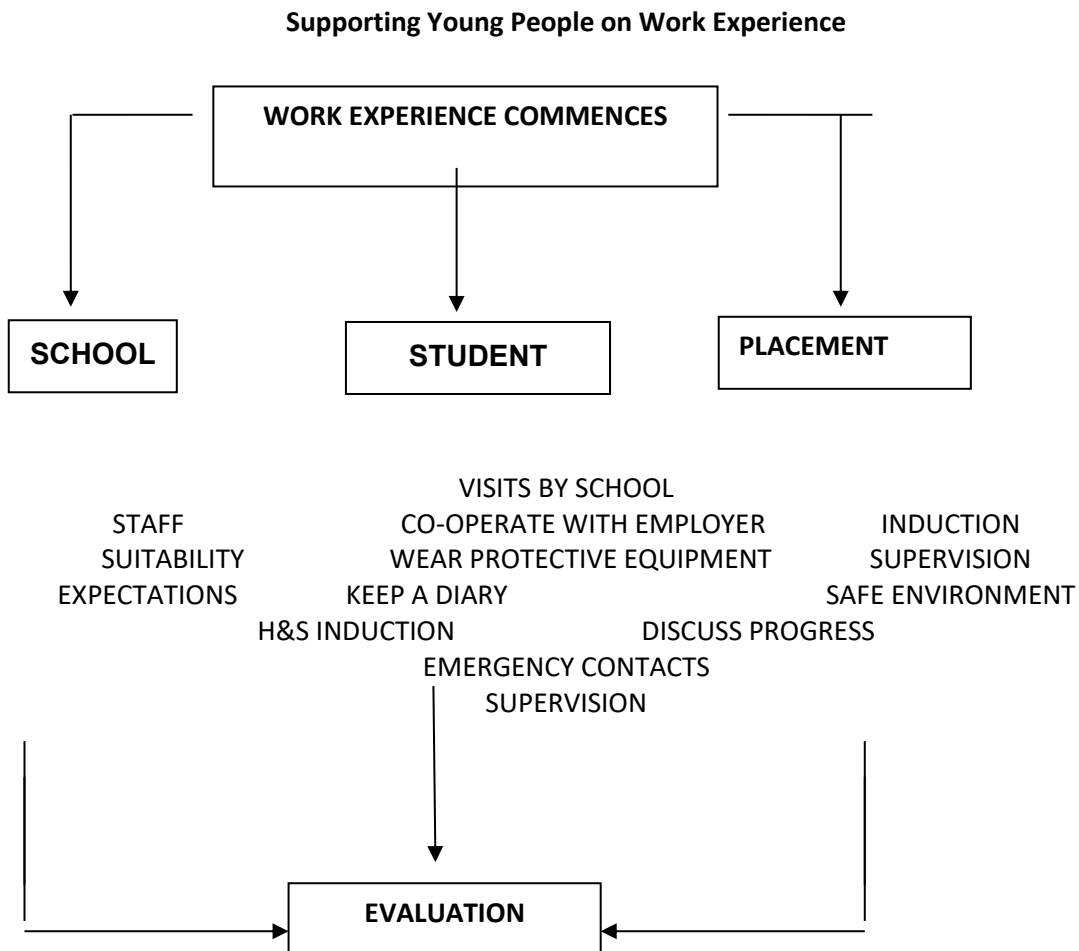 Supporting Young People on Work Experience
WORK EXPERIENCE COMMENCES
SCHOOL
STUDENT
PLACEMENT
VISITS BY SCHOOL
STAFF CO-OPERATE WITH EMPLOYER INDUCTION
SUITABILITY WEAR PROTECTIVE EQUIPMENT SUPERVISION
EXPECTATIONS KEEP A DIARY SAFE ENVIRONMENT
H&S INDUCTION DISCUSS PROGRESS
EMERGENCY CONTACTS
SUPERVISION
EVALUATION